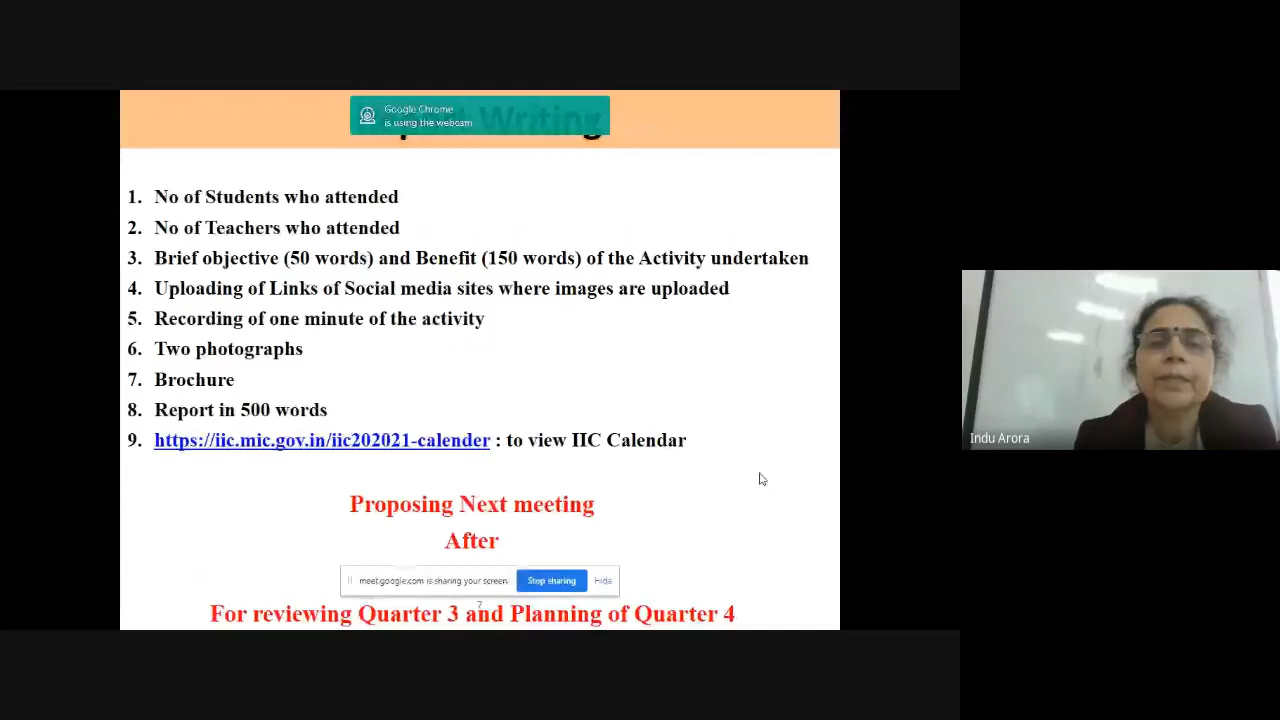 Google Chrome
is using the webcam
Writing
1. No of Students who attended
2. No of Teachers who attended
3. Brief objective (50 words) and Benefit (150 words) of the Activity undertaken
4. Uploading of Links of Social media sites where images are uploaded
5. Recording of one minute of the activity
6. Two photographs
7. Brochure
8. Report in 500 words
9. https://iic.mic.gov.in/iic202021-calender : to view IIC Calendar
Indu Arora
Proposing Next meeting
After
meet.google.com is sharing your screen. Stop sharing Hide
7
For reviewing Quarter 3 and Planning of Quarter 4